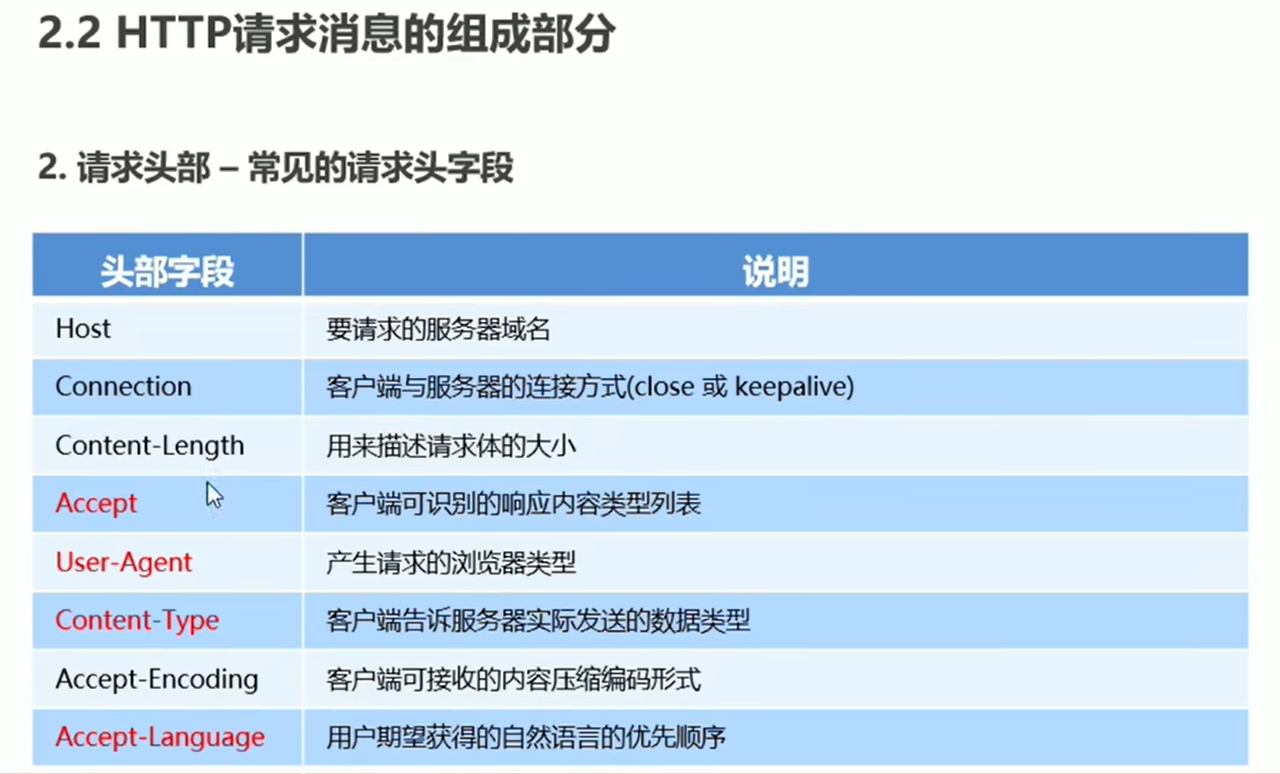 2.2 HTTP请求消息的组成部分
2. 请求头部 – 常见的请求头字段
头部字段 说明
Host 要请求的服务器域名
Connection 客户端与服务器的连接方式(close 或 keepalive)
Content-Length 用来描述请求体的大小
Accept 客户端可识别的响应内容类型列表
User-Agent 产生请求的浏览器类型
Content-Type 客户端告诉服务器实际发送的数据类型
Accept-Encoding 客户端可接收的内容压缩编码形式
Accept-Language 用户期望获得的自然语言的优先顺序